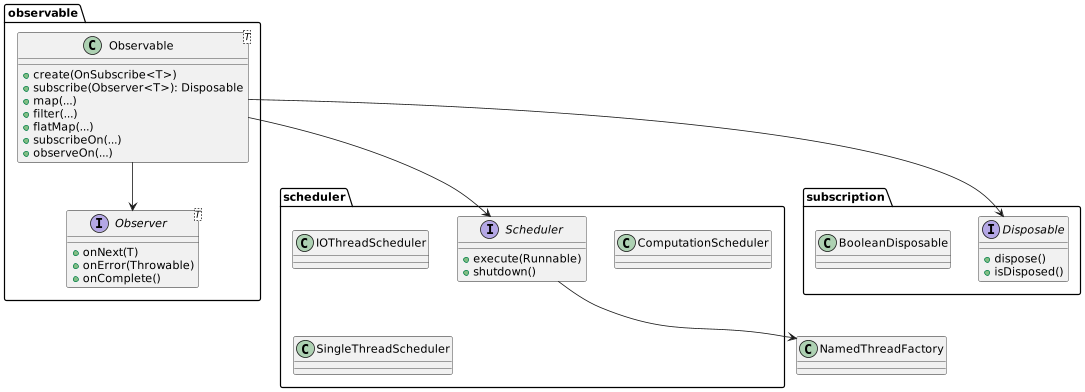 observable
C Observable T
create(OnSubscribe<T>)
subscribe(Observer<T>): Disposable
map(...)
filter(...)
flatMap(...)
subscribeOn(...)
observeOn(...)
I Observer T
onNext(T)
onError(Throwable)
onComplete()
scheduler
C IOThreadScheduler
I Scheduler
execute(Runnable)
shutdown()
C ComputationScheduler
C SingleThreadScheduler
subscription
C BooleanDisposable
I Disposable
dispose()
isDisposed()
C NamedThreadFactory